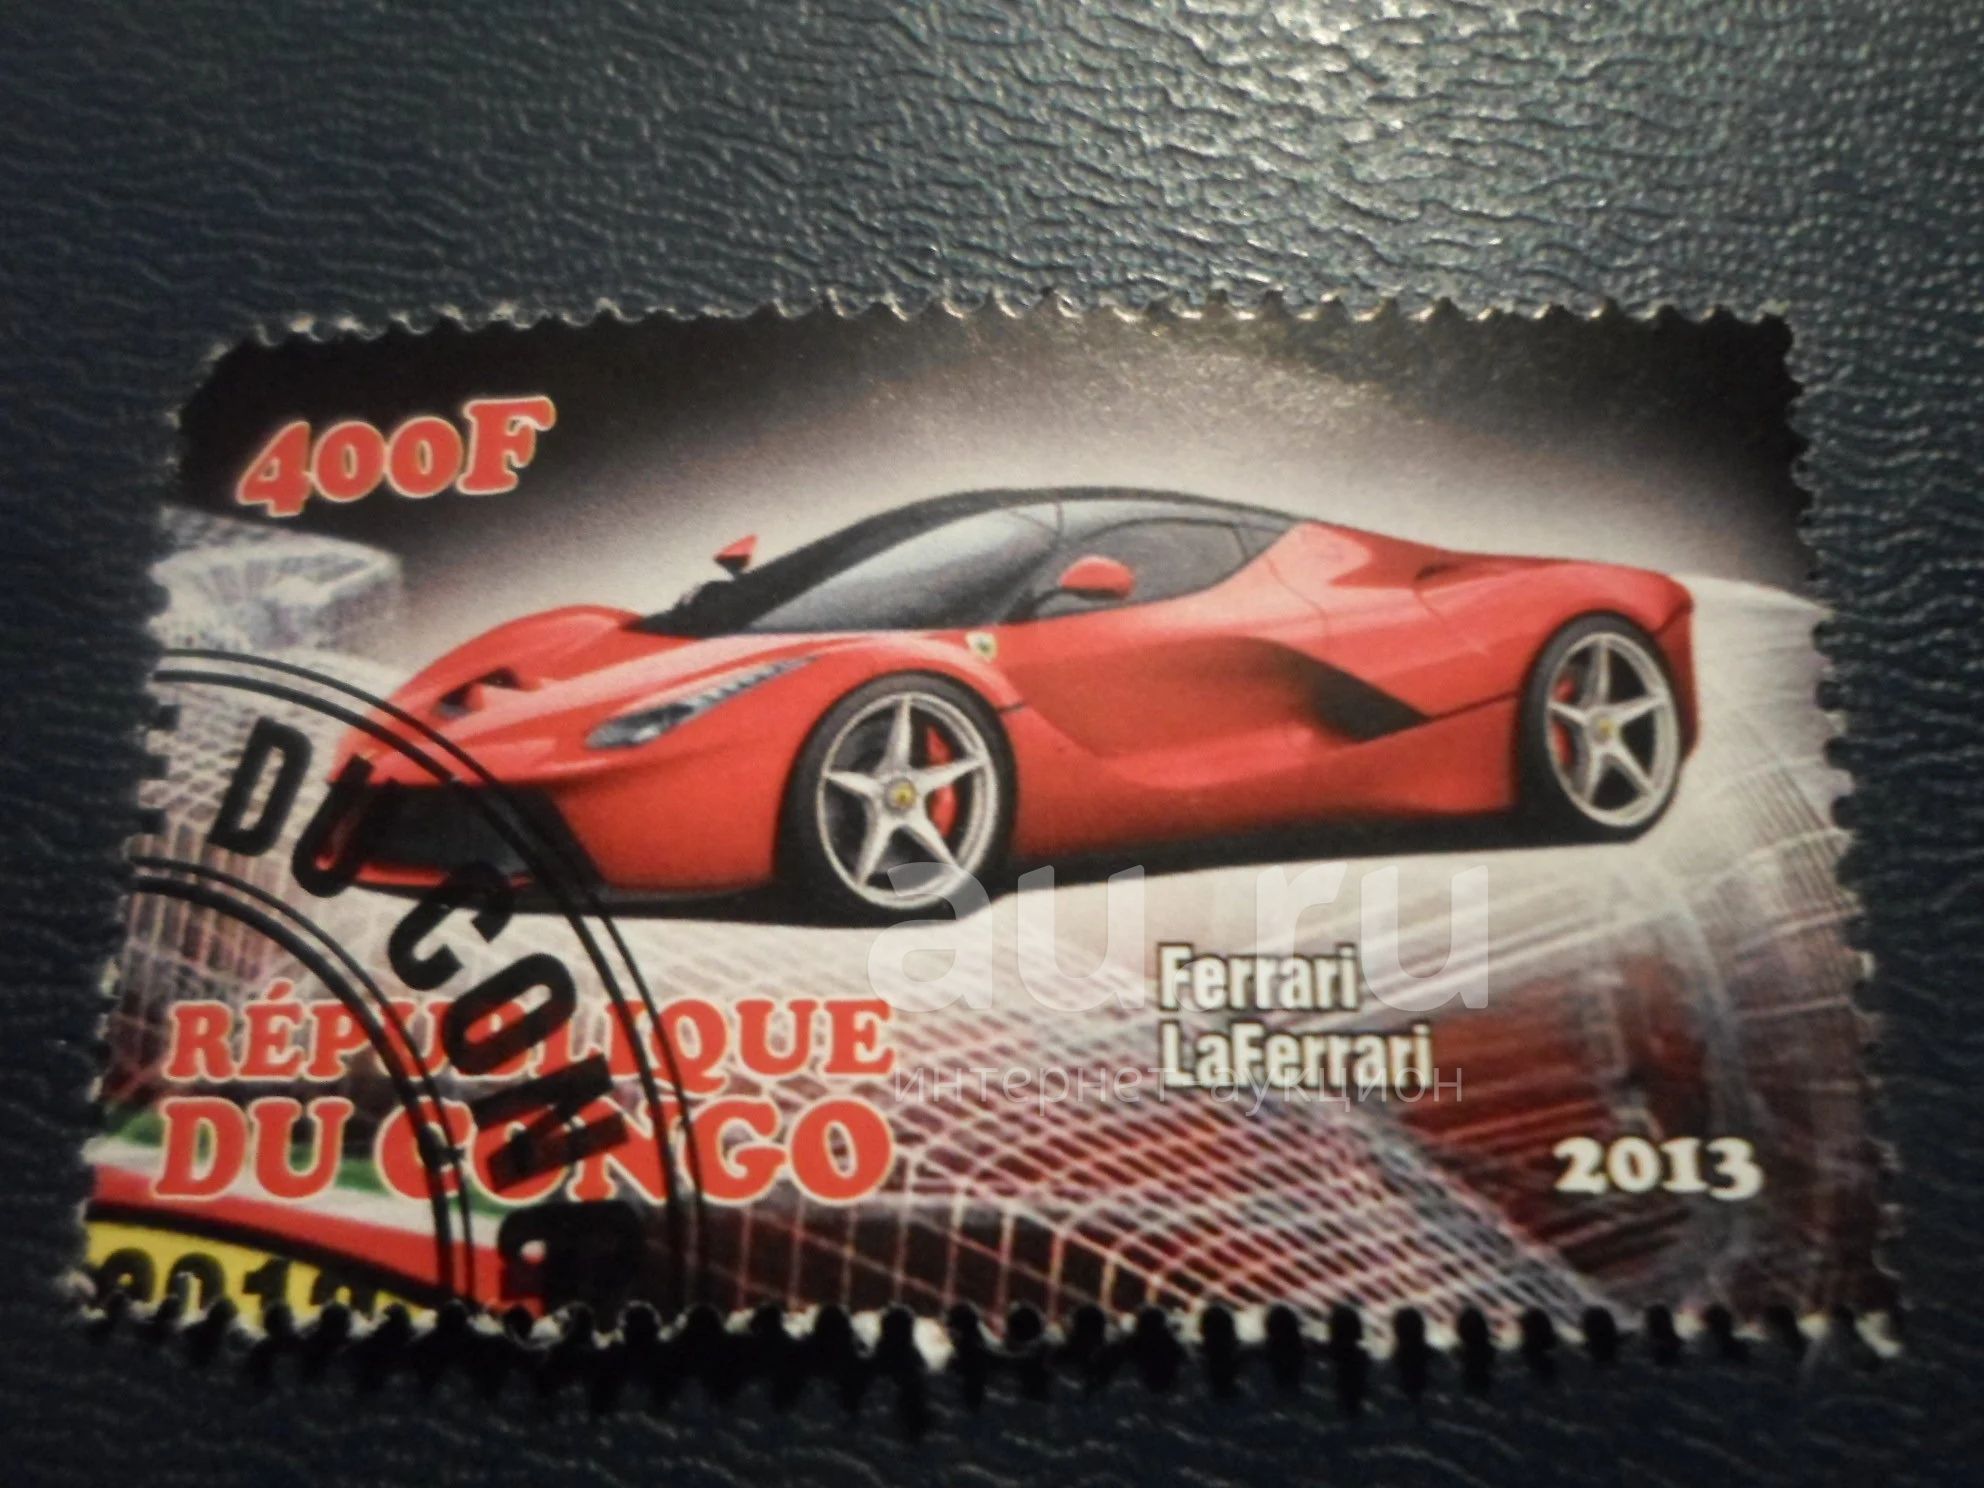 400F
DU CONGO
Ferrari
LaFerrari
RÉPUBLIQUE
DU CONGO
2013
au.ru
интернет аукцион